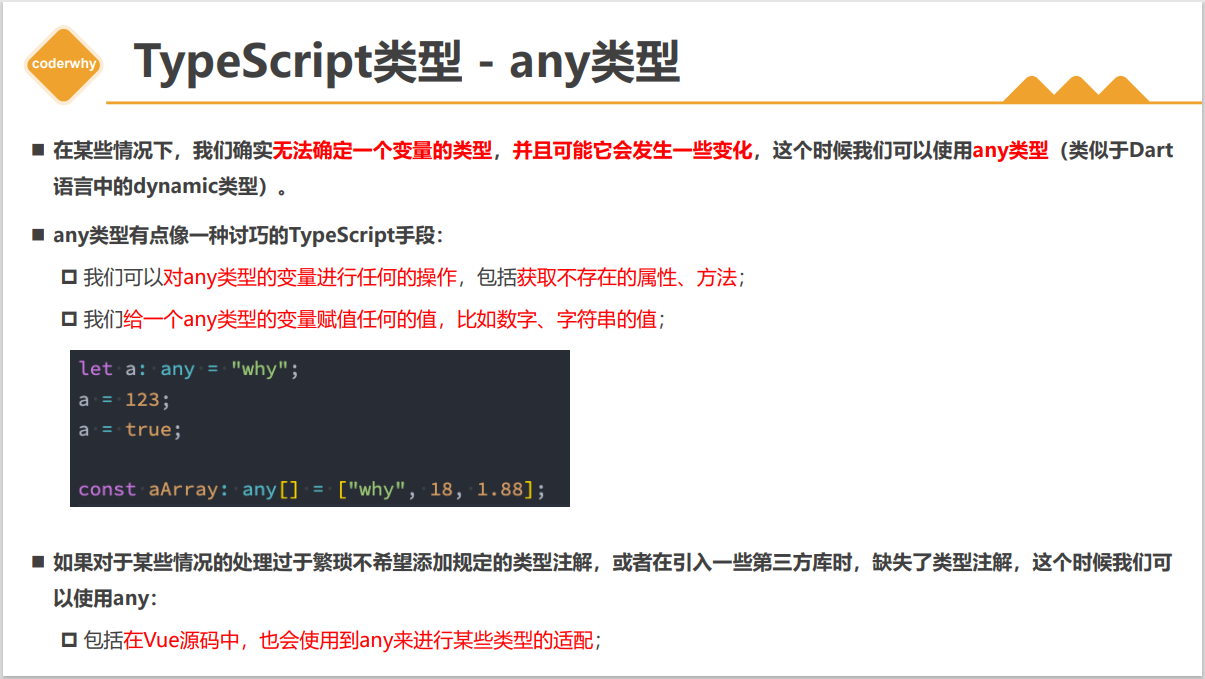 coderwhy
TypeScript类型 - any类型
在某些情况下，我们确实无法确定一个变量的类型，并且可能它会发生一些变化，这个时候我们可以使用any类型（类似于Dart
语言中的dynamic类型）。
any类型有点像一种讨巧的TypeScript手段：
我们可以对any类型的变量进行任何的操作，包括获取不存在的属性、方法；
我们给一个any类型的变量赋值任何的值，比如数字、字符串的值；
let a: any = "why";
a = 123;
a = true;
const aArray: any[] = ["why", 18, 1.88];
如果对于某些情况的处理过于繁琐不希望添加规定的类型注解，或者在引入一些第三方库时，缺失了类型注解，这个时候我们可
以使用any：
包括在Vue源码中，也会使用到any来进行某些类型的适配；